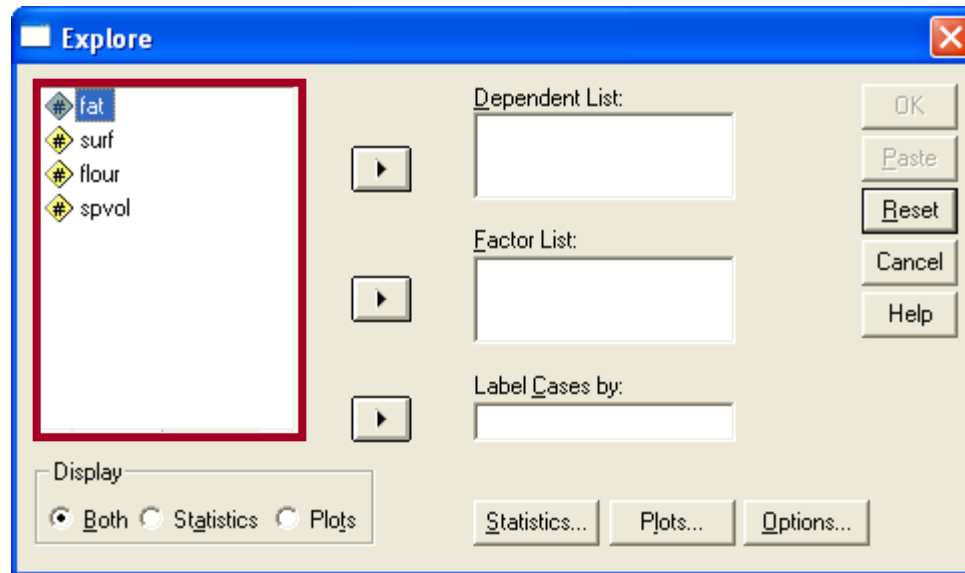 Explore
# fat
# surf
# flour
# spvol
Dependent List:
Factor List:
Label Cases by:
OK
Paste
Reset
Cancel
Help
Display
Both Statistics Plots
Statistics... Plots... Options...